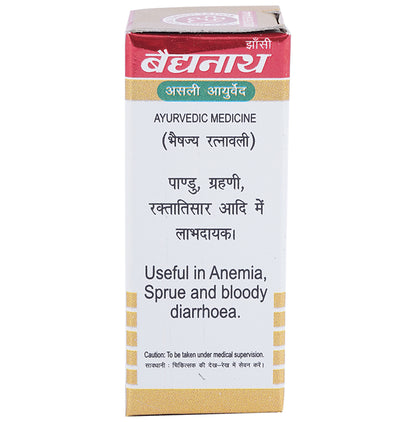 झाँसी
बैद्यनाथ
असली आयुर्वेद
AYURVEDIC MEDICINE
(भैषज्य रत्नावली)
पाण्डु, ग्रहणी,
रक्तातिसार आदि में
लाभदायक।
Useful in Anemia,
Sprue and bloody
diarrhoea.
Caution: To be taken under medical supervision.
सावधानी : चिकित्सक की देख-रेख में सेवन करें।